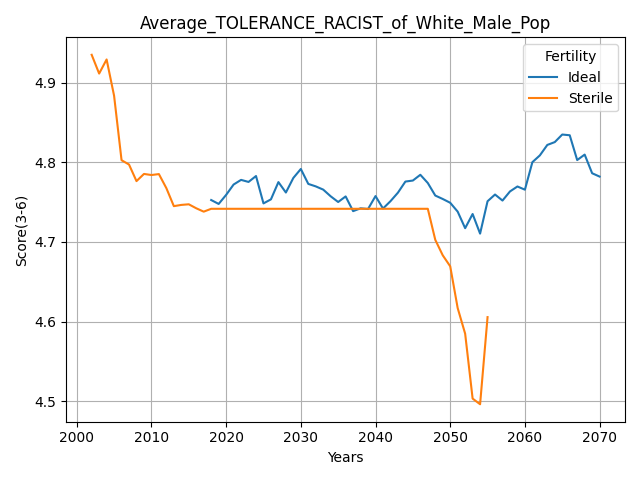 Average_TOLERANCE_RACIST_of_White_Male_Pop
Fertility
Ideal
Sterile
Score(3-6)
4.9
4.8
4.7
4.6
4.5
2000 2010 2020 2030 2040 2050 2060 2070
Years